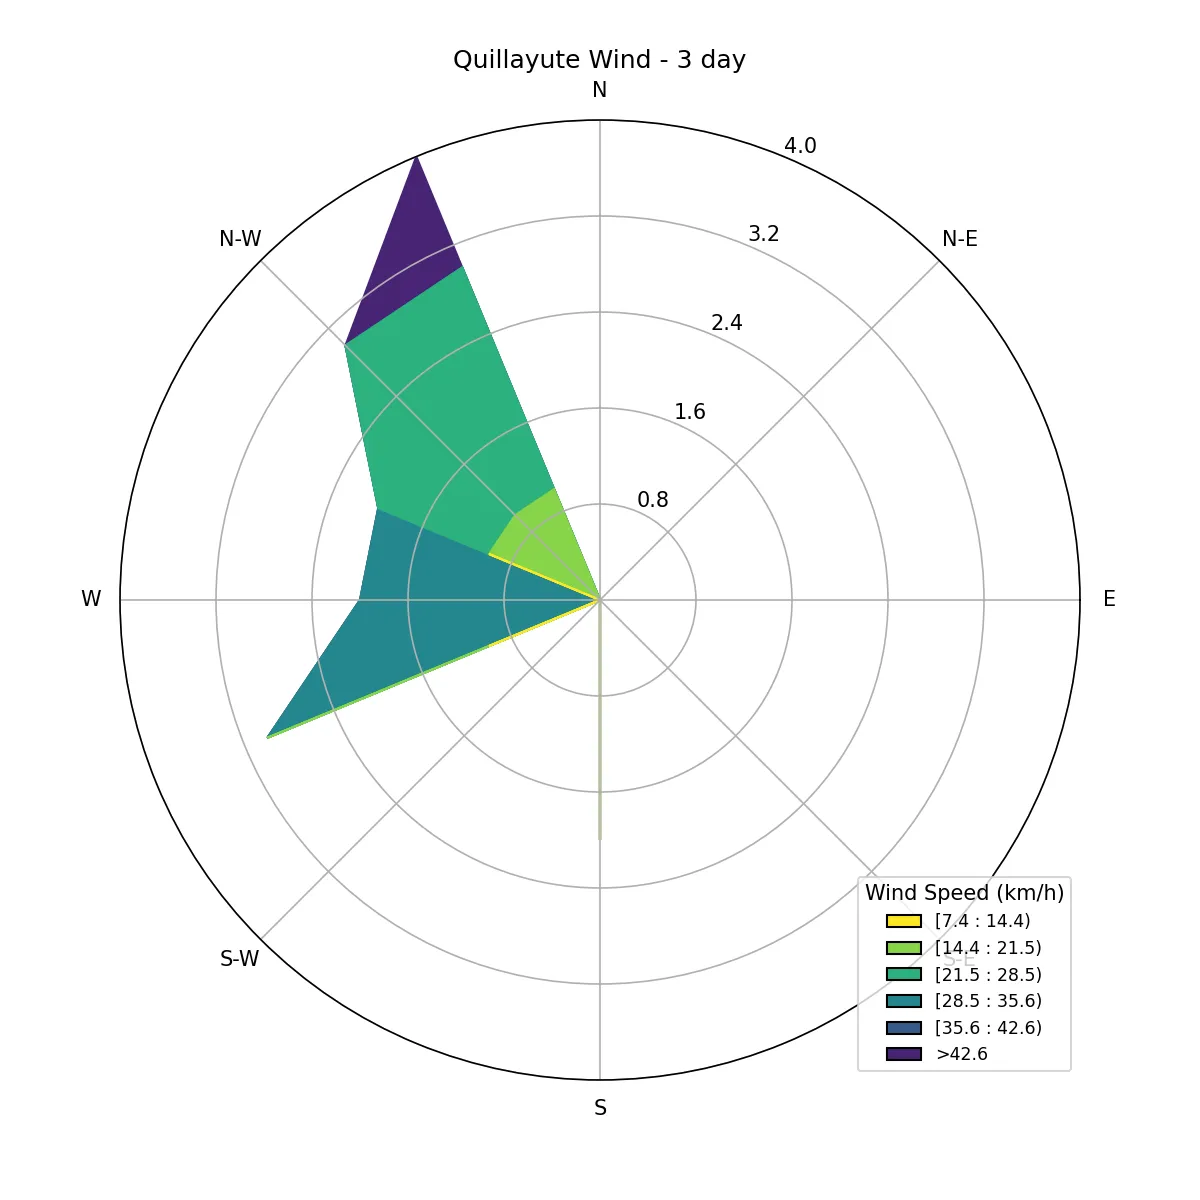 Quillayute Wind - 3 day
N
4.0
N-W
3.2
N-E
2.4
1.6
0.8
W
E
S-W
S-E
S
Wind Speed (km/h)
[7.4 : 14.4)
[14.4 : 21.5)
[21.5 : 28.5)
[28.5 : 35.6)
[35.6 : 42.6)
>42.6